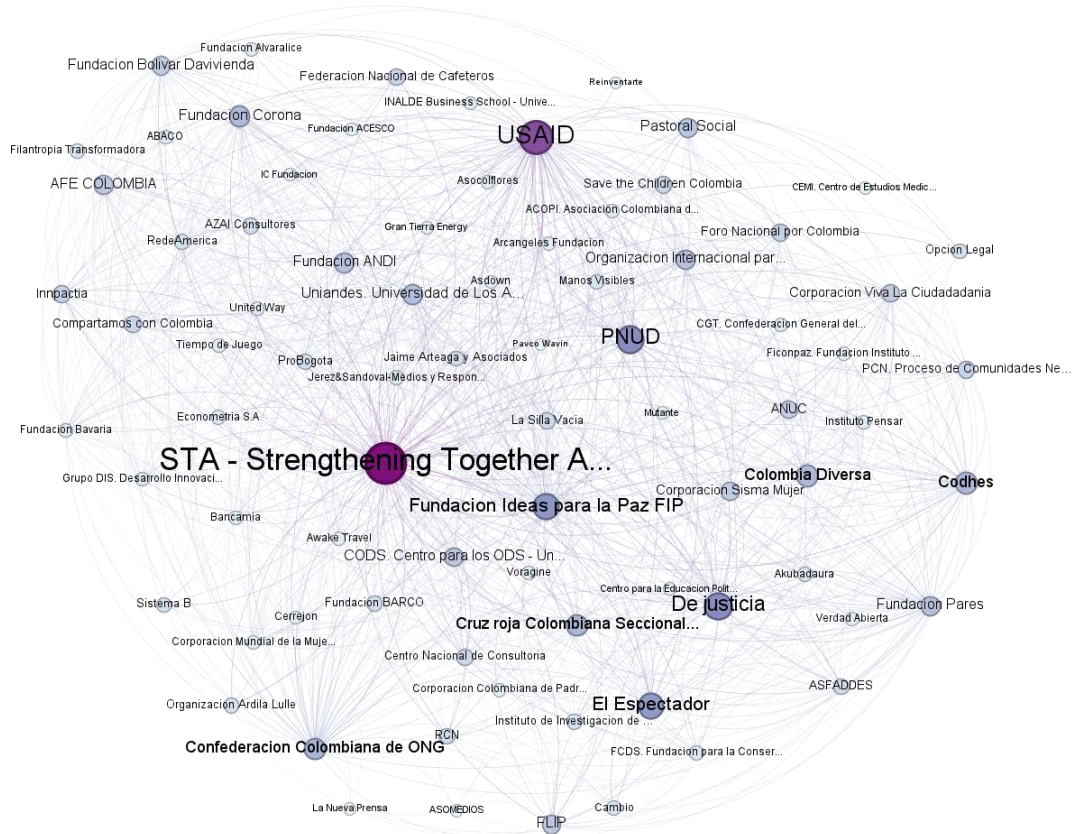 Fundacion Alvaralice
Fundacion Bolivar Davivienda
Federacion Nacional de Cafeteros
Reinventarte
INALDE Business School - Unive...
Fundacion Corona
Fundacion ACESCO
USAID
Pastoral Social
ABACO
Filantropia Transformadora
IC Fundacion
Asocolflores
AFE COLOMBIA
Save the Children Colombia
CEMI. Centro de Estudios Medic...
ACOPI. Asociacion Colombiana d...
AZAI Consultores
Gran Tierra Energy
Foro Nacional por Colombia
RedeAmerica
Arcangeles Fundacion
Opcion Legal
Fundacion ANDI
Organizacion Internacional par...
Asdown
Manos Visibles
Innpactia
Uniandes. Universidad de Los A...
Corporacion Viva La Ciudadadania
United Way
Compartamos con Colombia
CGT. Confederacion General del...
PNUD
Tiempo de Juego
Pavco Wavin
Ficonpaz. Fundacion Instituto ...
ProBogota
Jaime Arteaga y Asociados
PCN. Proceso de Comunidades Ne...
Jerez&Sandoval-Medios y Respon...
ANUC
Econometria S.A
La Silla Vacia
Mutante
Instituto Pensar
Fundacion Bavaria
STA - Strengthening Together A...
Grupo DIS. Desarrollo Innovaci...
Colombia Diversa
Codhes
Corporacion Sisma Mujer
Fundacion Ideas para la Paz FIP
Bancamia
Awake Travel
CODS. Centro para los ODS - Un...
Voragine
Akubadaura
Centro para la Educacion Polit...
Sistema B
Fundacion BARCO
De justicia
Fundacion Pares
Cerrejon
Cruz roja Colombiana Seccional...
Verdad Abierta
Corporacion Mundial de la Muje...
Centro Nacional de Consultoria
ASFADDES
Corporacion Colombiana de Padr...
Organizacion Ardila Lulle
El Espectador
Instituto de Investigacion de ...
RCN
Confederacion Colombiana de ONG
FCDS. Fundacion para la Conser...
La Nueva Prensa
ASOMEDIOS
Cambio
FLIP